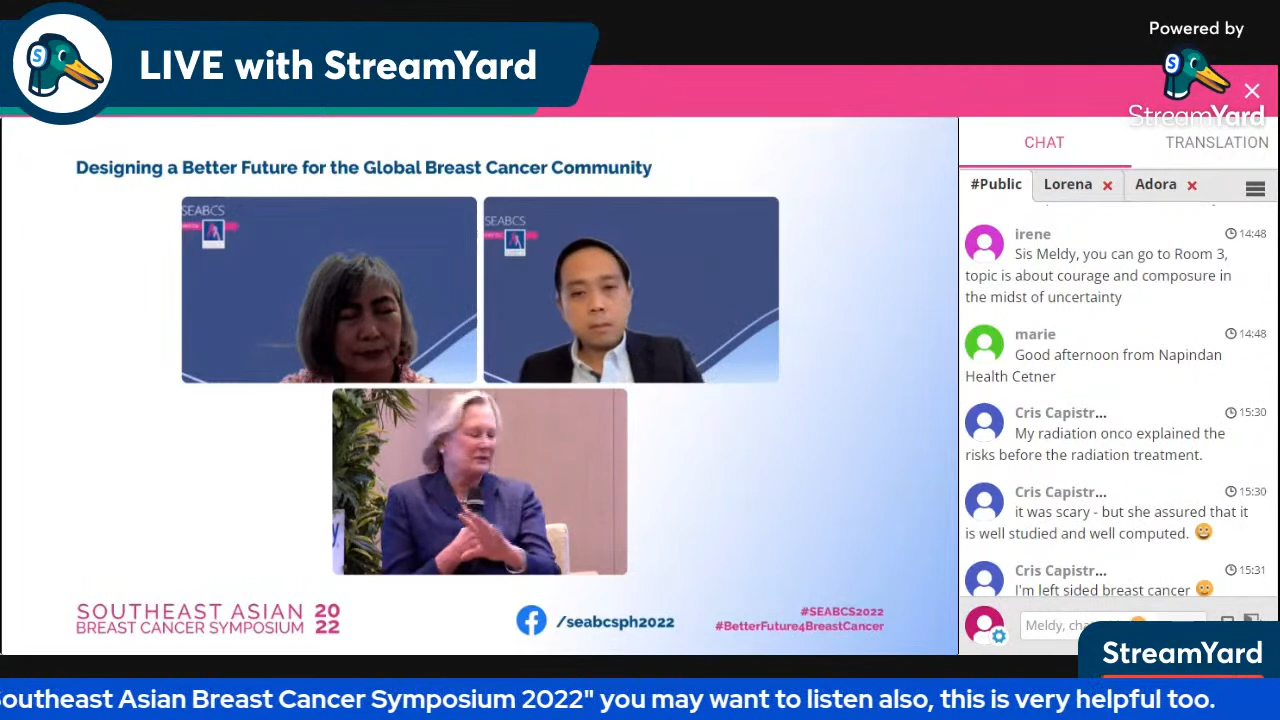 LIVE with StreamYard
Powered by
StreamYard
Designing a Better Future for the Global Breast Cancer Community
SEABCS
SEABCS
SOUTHEAST ASIAN 20
BREAST CANCER SYMPOSIUM 22
/seabcsph2022
#SEABCS2022
#BetterFuture4BreastCancer
CHAT TRANSLATION
#Public Lorena Adora
irene 14:48
Sis Meldy, you can go to Room 3,
topic is about courage and composure in
the midst of uncertainty
marie 14:48
Good afternoon from Napindan
Health Cetner
Cris Capistr... 15:30
My radiation onco explained the
risks before the radiation treatment.
Cris Capistr... 15:30
it was scary - but she assured that it
is well studied and well computed.
Cris Capistr... 15:31
I'm left sided breast cancer
Meldy, cha
StreamYard
outheast Asian Breast Cancer Symposium 2022" you may want to listen also, this is very helpful too.